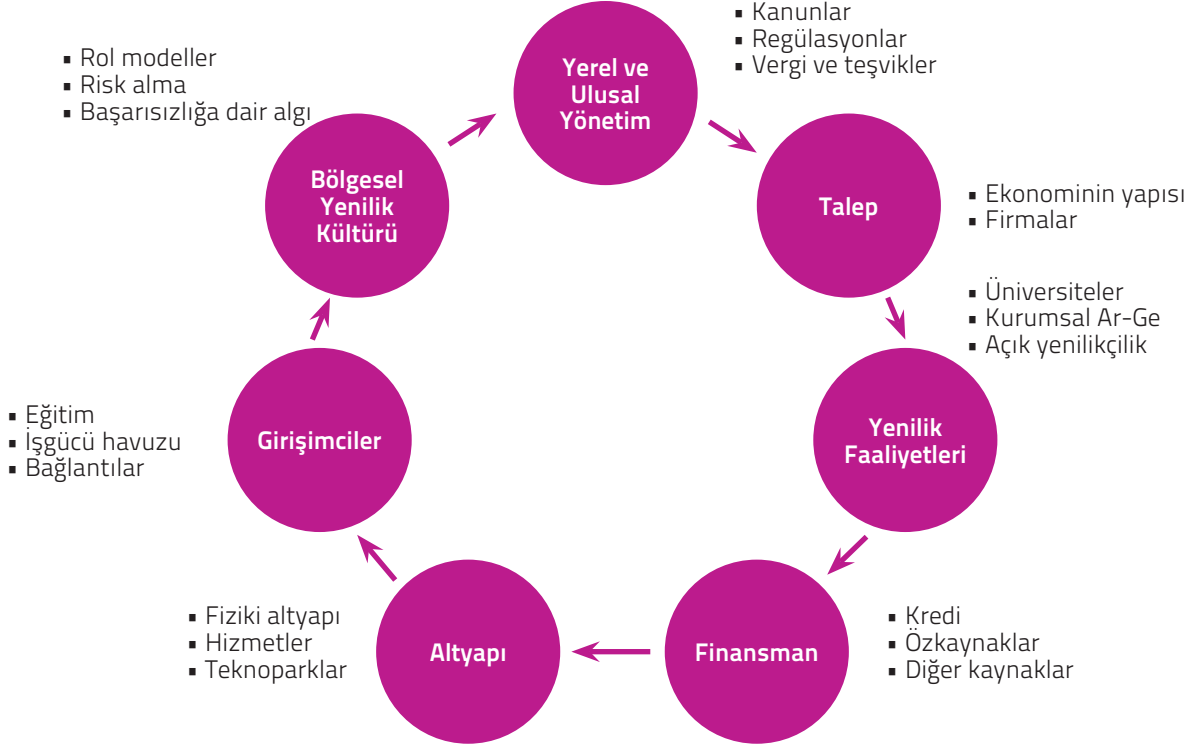 Yerel ve
Ulusal
Yönetim
▪ Kanunlar
▪ Regülasyonlar
▪ Vergi ve teşvikler
Talep
▪ Ekonominin yapısı
▪ Firmalar
Yenilik
Faaliyetleri
▪ Üniversiteler
▪ Kurumsal Ar-Ge
▪ Açık yenilikçilik
Finansman
▪ Kredi
▪ Özkaynaklar
▪ Diğer kaynaklar
Altyapı
▪ Fiziki altyapı
▪ Hizmetler
▪ Teknoparklar
Girişimciler
▪ Eğitim
▪ İşgücü havuzu
▪ Bağlantılar
Bölgesel
Yenilik
Kültürü
▪ Rol modeller
▪ Risk alma
▪ Başarısızlığa dair algı